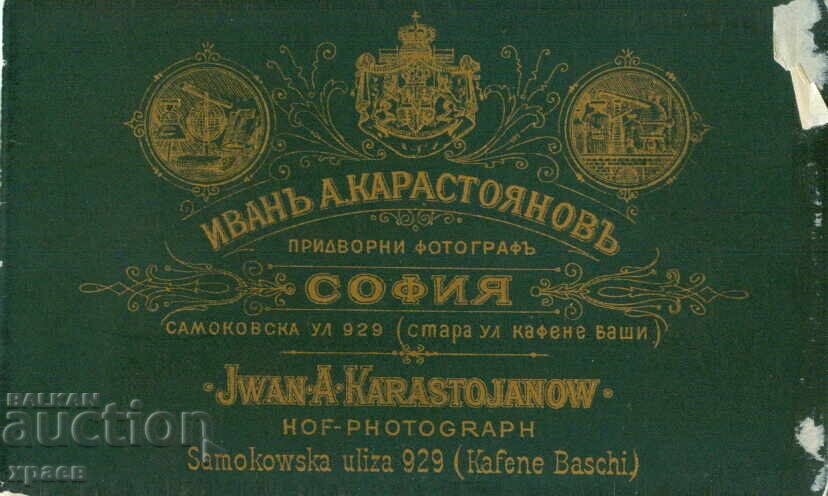 ИВАНЪ А.КАРАСТОЯНОВЪ
ПРИДВОРНИ ФОТОГРАФЪ
СОФИЯ
САМОКОВСКА УЛ 929 (стара ул кафене ваши)
·JWAN·A·KARASTOJANOW·
HOF-PHOTOGRAPH
Samokowska uliza 929 (Kafene Baschi)
BALKAN
auction
храев